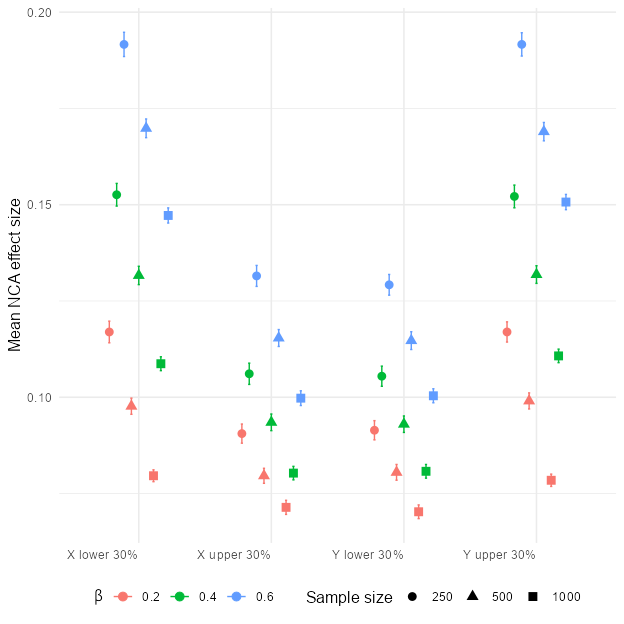 0.20
0.15
0.10
Mean NCA effect size
X lower 30%
X upper 30%
Y lower 30%
Y upper 30%
β 0.2 0.4 0.6 Sample size 250 500 1000